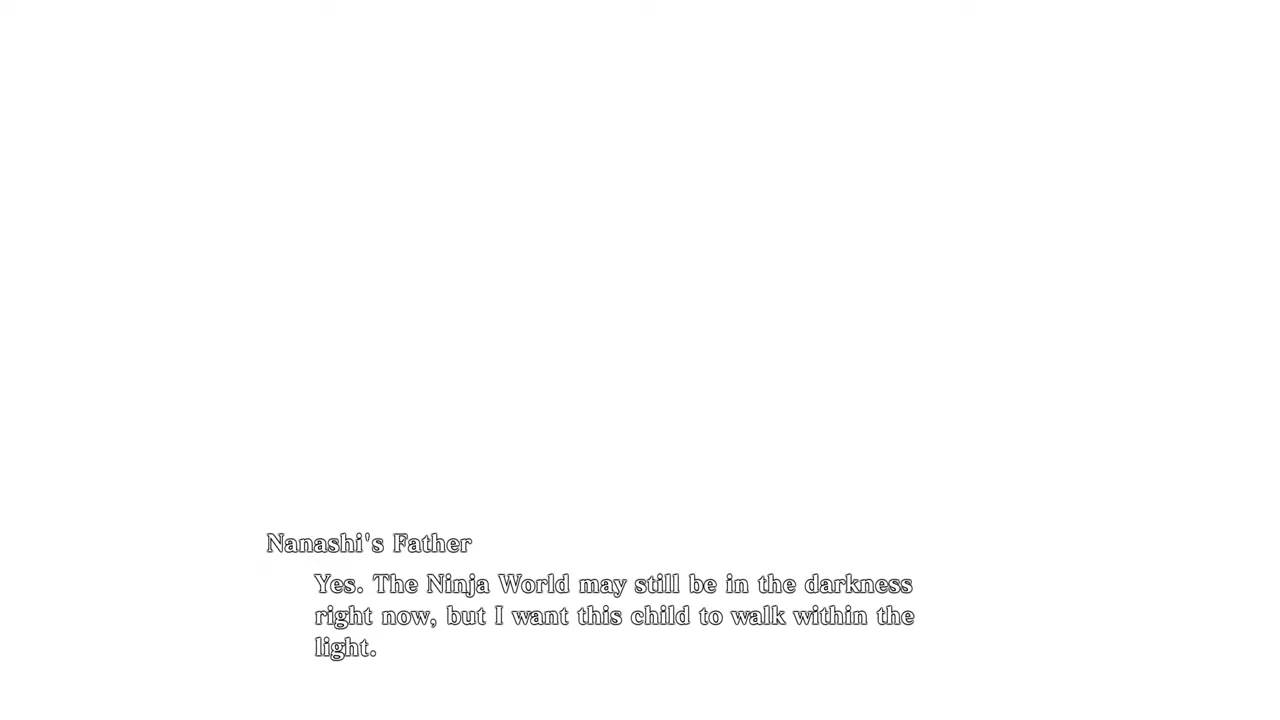 Nanashi's Father
Yes. The Ninja World may still be in the darkness
right now, but I want this child to walk within the
light.